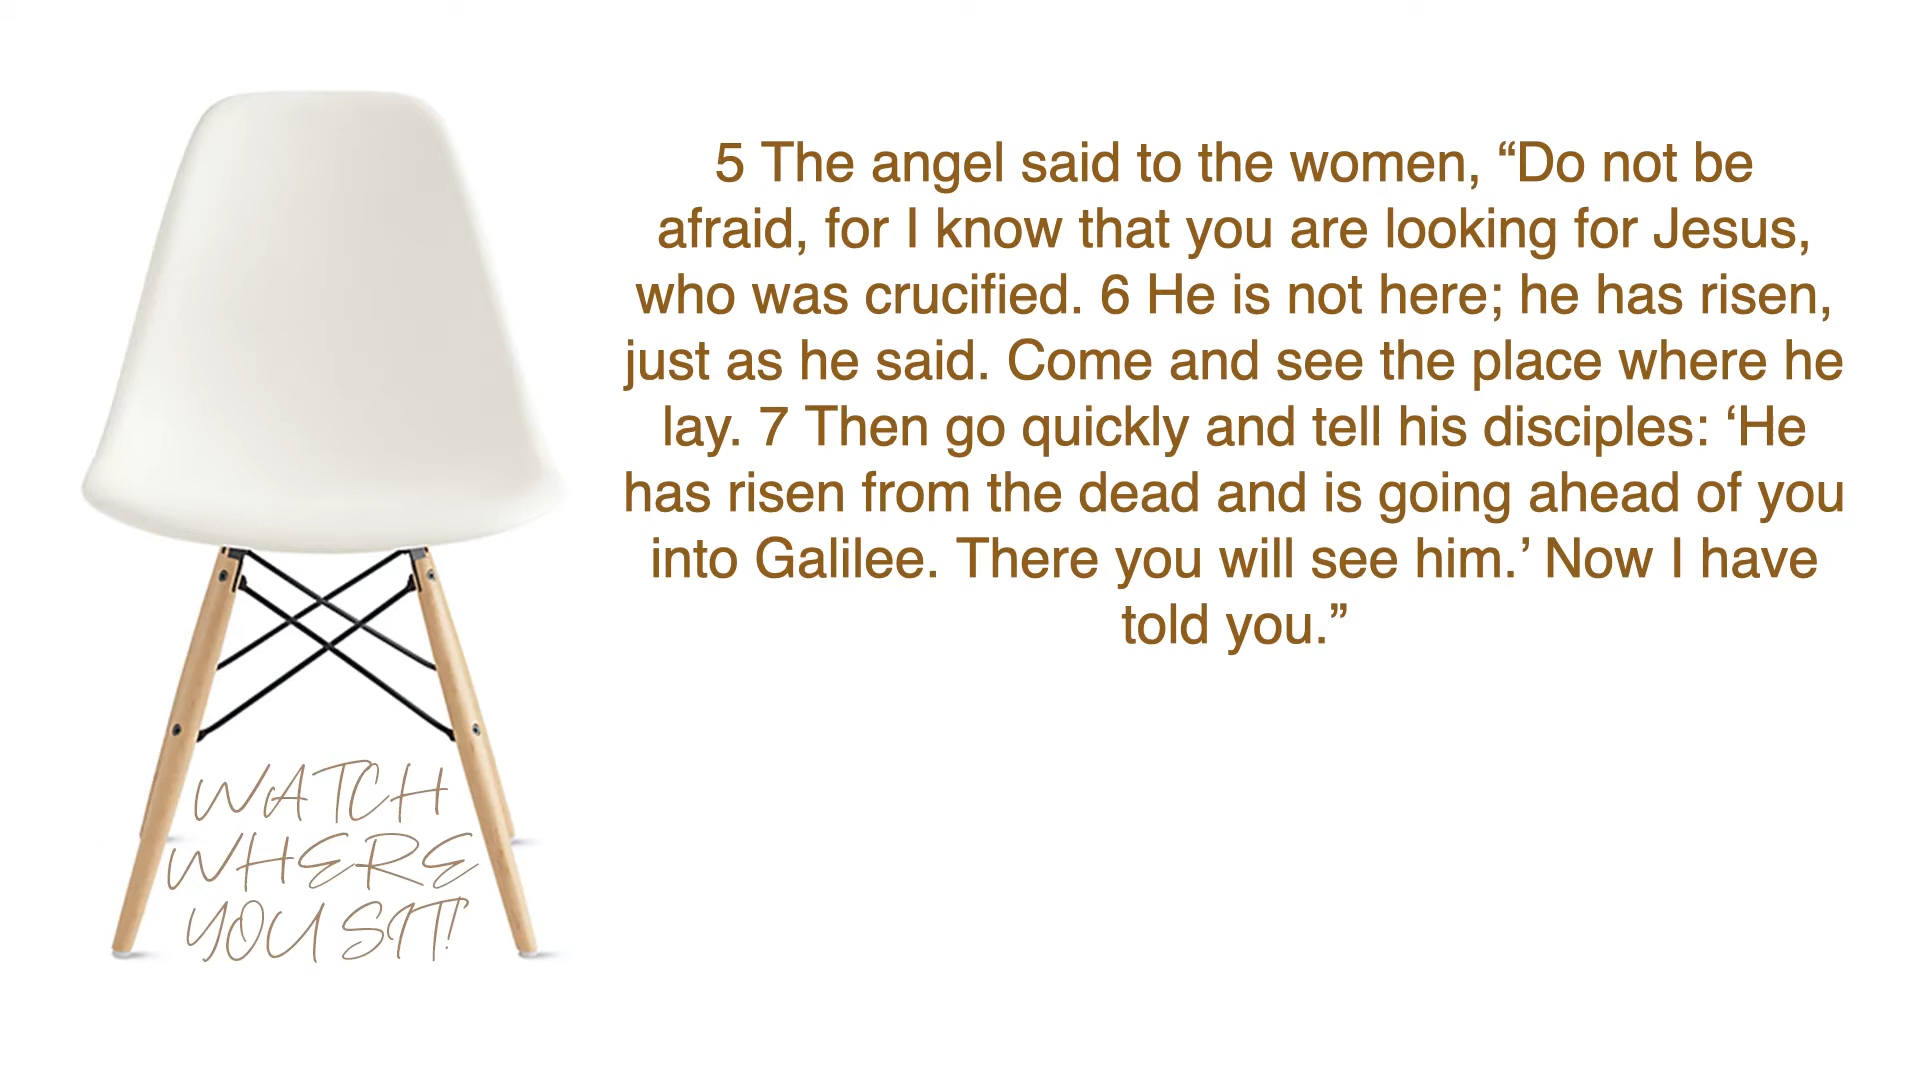 5 The angel said to the women, “Do not be
afraid, for I know that you are looking for Jesus,
who was crucified. 6 He is not here; he has risen,
just as he said. Come and see the place where he
lay. 7 Then go quickly and tell his disciples: ‘He
has risen from the dead and is going ahead of you
into Galilee. There you will see him.’ Now I have
told you.”
WATCH
WHERE
YOU SIT!